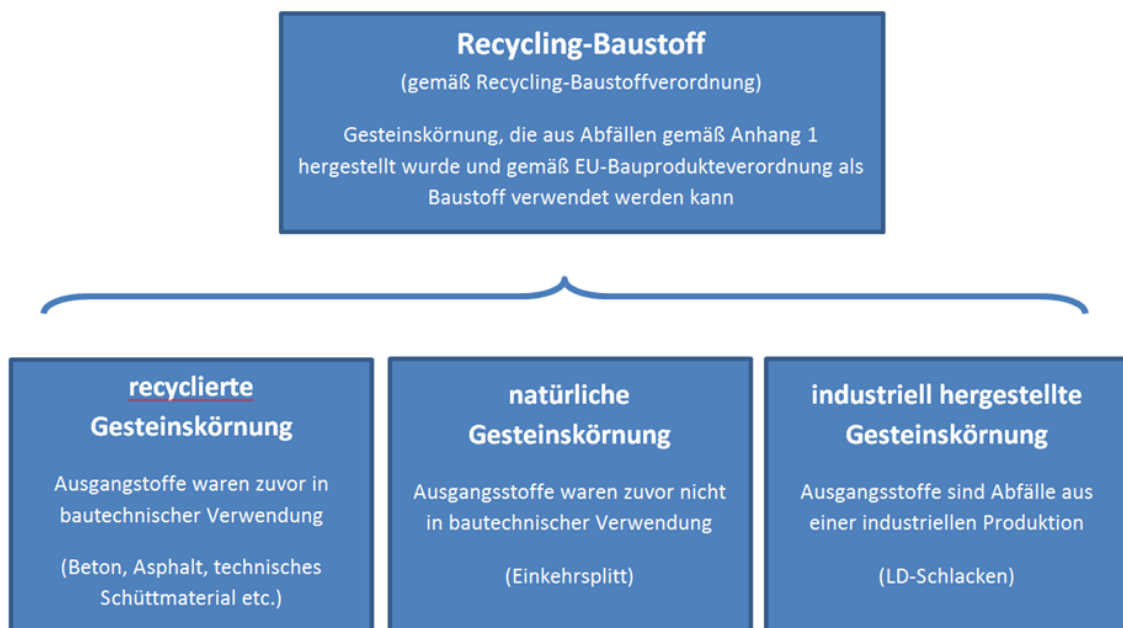 Recycling-Baustoff
(gemäß Recycling-Baustoffverordnung)
Gesteinskörnung, die aus Abfällen gemäß Anhang 1
hergestellt wurde und gemäß EU-Bauprodukteverordnung als
Baustoff verwendet werden kann
recyclierte
Gesteinskörnung
Ausgangstoffe waren zuvor in
bautechnischer Verwendung
(Beton, Asphalt, technisches
Schüttmaterial etc.)
natürliche
Gesteinskörnung
Ausgangsstoffe waren zuvor nicht
in bautechnischer Verwendung
(Einkehrsplitt)
industriell hergestellte
Gesteinskörnung
Ausgangsstoffe sind Abfälle aus
einer industriellen Produktion
(LD-Schlacken)